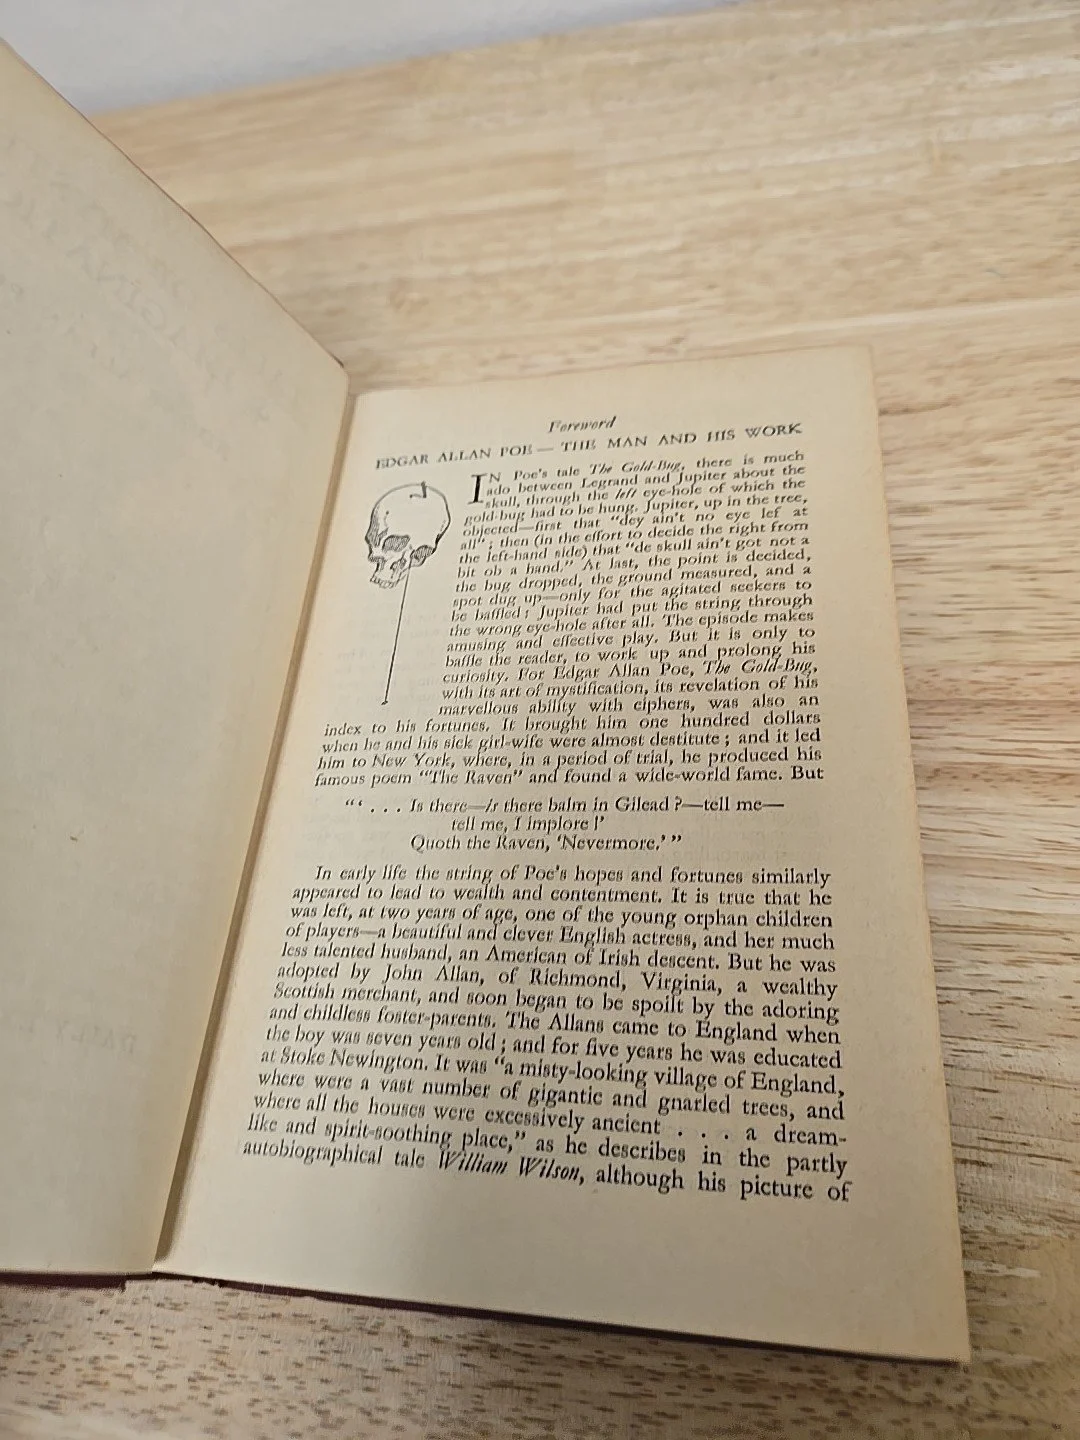 Foreword
EDGAR ALLAN POE — THE MAN AND HIS WORK
IN Poe's tale The Gold-Bug, there is much
ado between Legrand and Jupiter about the
skull, through the left eye-hole of which the
gold-bug had to be hung. Jupiter, up in the tree,
objected—first that "dey ain't no eye lef at
all"; then (in the effort to decide the right from
the left-hand side) that "de skull ain't got not a
bit ob a hand." At last, the point is decided,
the bug dropped, the ground measured, and a
spot dug up—only for the agitated seekers to
be baffled; Jupiter had put the string through
the wrong eye-hole after all. The episode makes
amusing and effective play. But it is only to
baffle the reader, to work up and prolong his
curiosity. For Edgar Allan Poe, The Gold-Bug,
with its art of mystification, its revelation of his
marvellous ability with ciphers, was also an
index to his fortunes. It brought him one hundred dollars
when he and his sick girl-wife were almost destitute; and it led
him to New York, where, in a period of trial, he produced his
famous poem "The Raven" and found a wide-world fame. But
"' . . . Is there—Is there balm in Gilead?—tell me—
tell me, I implore!'
Quoth the Raven, 'Nevermore.' "
In early life the string of Poe's hopes and fortunes similarly
appeared to lead to wealth and contentment. It is true that he
was left, at two years of age, one of the young orphan children
of players—a beautiful and clever English actress, and her much
less talented husband, an American of Irish descent. But he was
adopted by John Allan, of Richmond, Virginia, a wealthy
Scottish merchant, and soon began to be spoilt by the adoring
and childless foster-parents. The Allans came to England when
the boy was seven years old; and for five years he was educated
at Stoke Newington. It was "a misty-looking village of England,
where were a vast number of gigantic and gnarled trees, and
where all the houses were excessively ancient . . . a dream-
like and spirit-soothing place," as he describes in the partly
autobiographical tale William Wilson, although his picture of